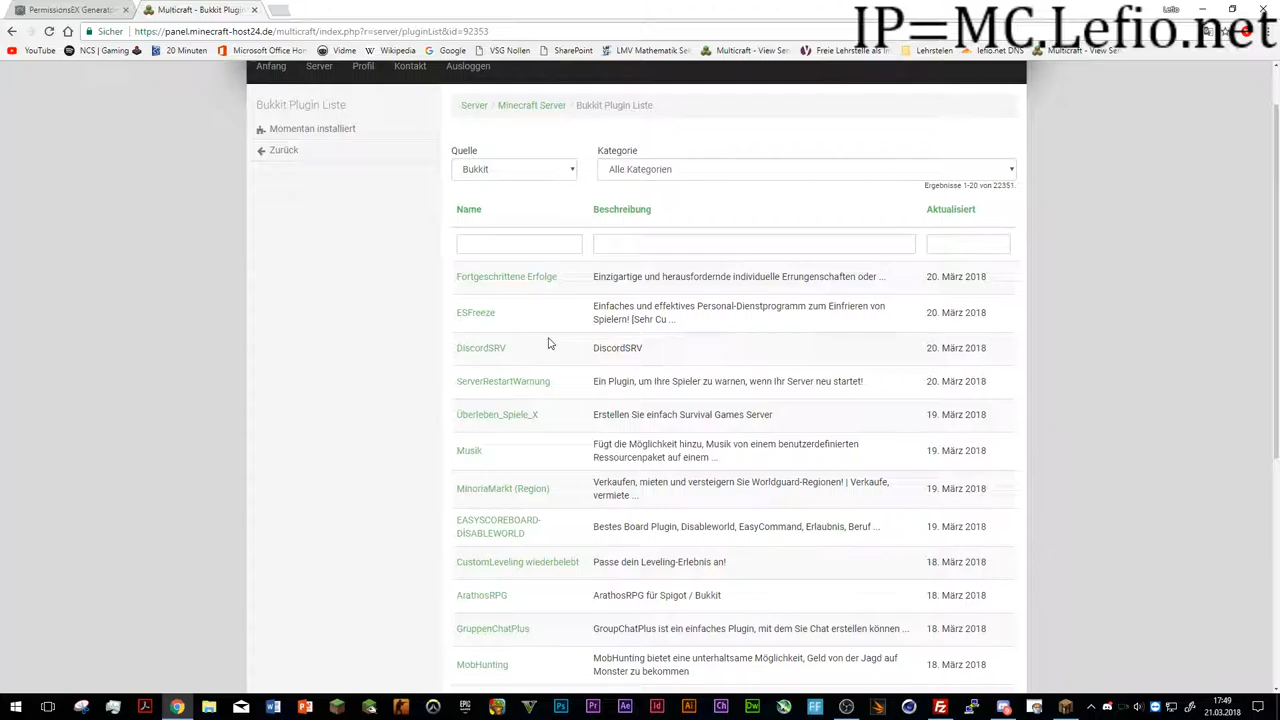 PermissionsEX Generator
Multicraft - Bukkit Plugin
Lefio
IP=MC.Lefio.net
Sicher
https://panel.minecraft-host24.de/multicraft/index.php?r=server/pluginList&id=92353
YouTube
NCS | Gaming
20 Minuten
Microsoft Office Hom
Vimeo
Wikipedia
Google
VSG Nollen
SharePoint
LMV Mathematik Sek
Multicraft - View Ser
Freie Lehrstelle als In
Lehrstellen
lefio.net DNS
Multicraft - View Ser
Anfang
Server
Profil
Kontakt
Ausloggen
Bukkit Plugin Liste
Momentan installiert
Zurück
Server / Minecraft Server / Bukkit Plugin Liste
Quelle
Kategorie
Bukkit
Alle Kategorien
Ergebnisse 1-20 von 22351.
Name
Beschreibung
Aktualisiert
Fortgeschrittene Erfolge
Einzigartige und herausfordernde individuelle Errungenschaften oder ...
20. März 2018
ESFreeze
Einfaches und effektives Personal-Dienstprogramm zum Einfrieren von
Spielern! [Sehr Cu ...
20. März 2018
DiscordSRV
DiscordSRV
20. März 2018
ServerRestartWarnung
Ein Plugin, um Ihre Spieler zu warnen, wenn Ihr Server neu startet!
20. März 2018
Überleben_Spiele_X
Erstellen Sie einfach Survival Games Server
19. März 2018
Musik
Fügt die Möglichkeit hinzu, Musik von einem benutzerdefinierten
Ressourcenpaket auf einem ...
19. März 2018
MinoriaMarkt (Region)
Verkaufen, mieten und versteigern Sie Worldguard-Regionen! | Verkaufe,
vermiete ...
19. März 2018
EASYSCOREBOARD-
DİSABLEWORLD
Bestes Board Plugin, Disableworld, EasyCommand, Erlaubnis, Beruf ...
19. März 2018
CustomLeveling wiederbelebt
Passe dein Leveling-Erlebnis an!
18. März 2018
ArathosRPG
ArathosRPG für Spigot / Bukkit
18. März 2018
GruppenChatPlus
GroupChatPlus ist ein einfaches Plugin, mit dem Sie Chat erstellen können ...
18. März 2018
MobHunting
MobHunting bietet eine unterhaltsame Möglichkeit, Geld von der Jagd auf
Monster zu bekommen
18. März 2018
17:49
21.03.2018